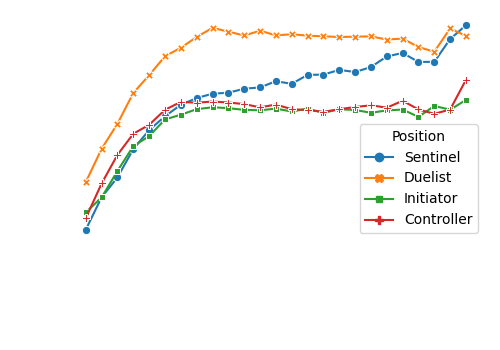 Position
Sentinel
Duelist
Initiator
Controller